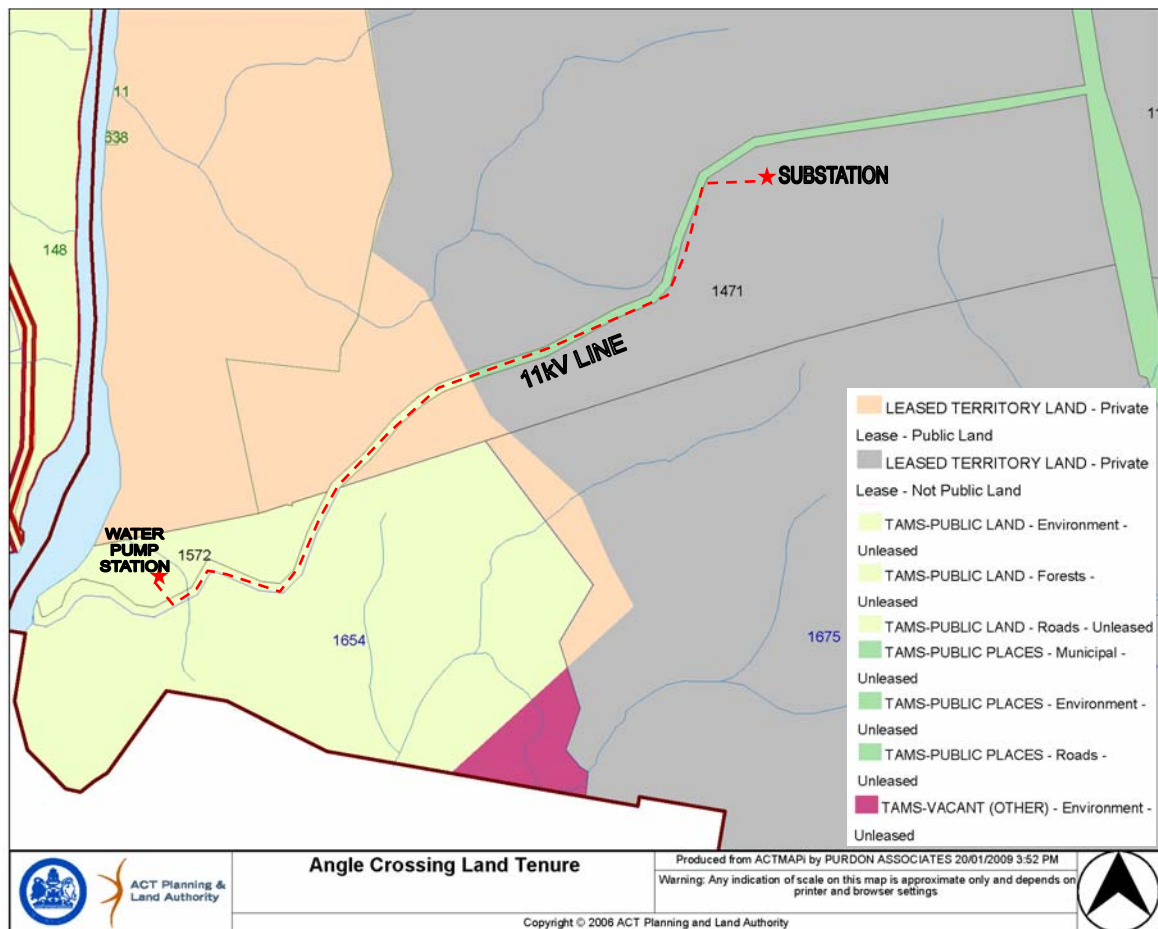 11
638
148
11
SUBSTATION
1471
11kV LINE
WATER
PUMP
STATION
1572
1654
1675
LEASED TERRITORY LAND - Private
Lease - Public Land
LEASED TERRITORY LAND - Private
Lease - Not Public Land
TAMS-PUBLIC LAND - Environment -
Unleased
TAMS-PUBLIC LAND - Forests -
Unleased
TAMS-PUBLIC LAND - Roads - Unleased
TAMS-PUBLIC PLACES - Municipal -
Unleased
TAMS-PUBLIC PLACES - Environment -
Unleased
TAMS-PUBLIC PLACES - Roads -
Unleased
TAMS-VACANT (OTHER) - Environment -
Unleased
ACT Planning &
Land Authority
Angle Crossing Land Tenure
Produced from ACTMAPi by PURDON ASSOCIATES 20/01/2009 3:52 PM
Warning: Any indication of scale on this map is approximate only and depends on
printer and browser settings
Copyright © 2006 ACT Planning and Land Authority